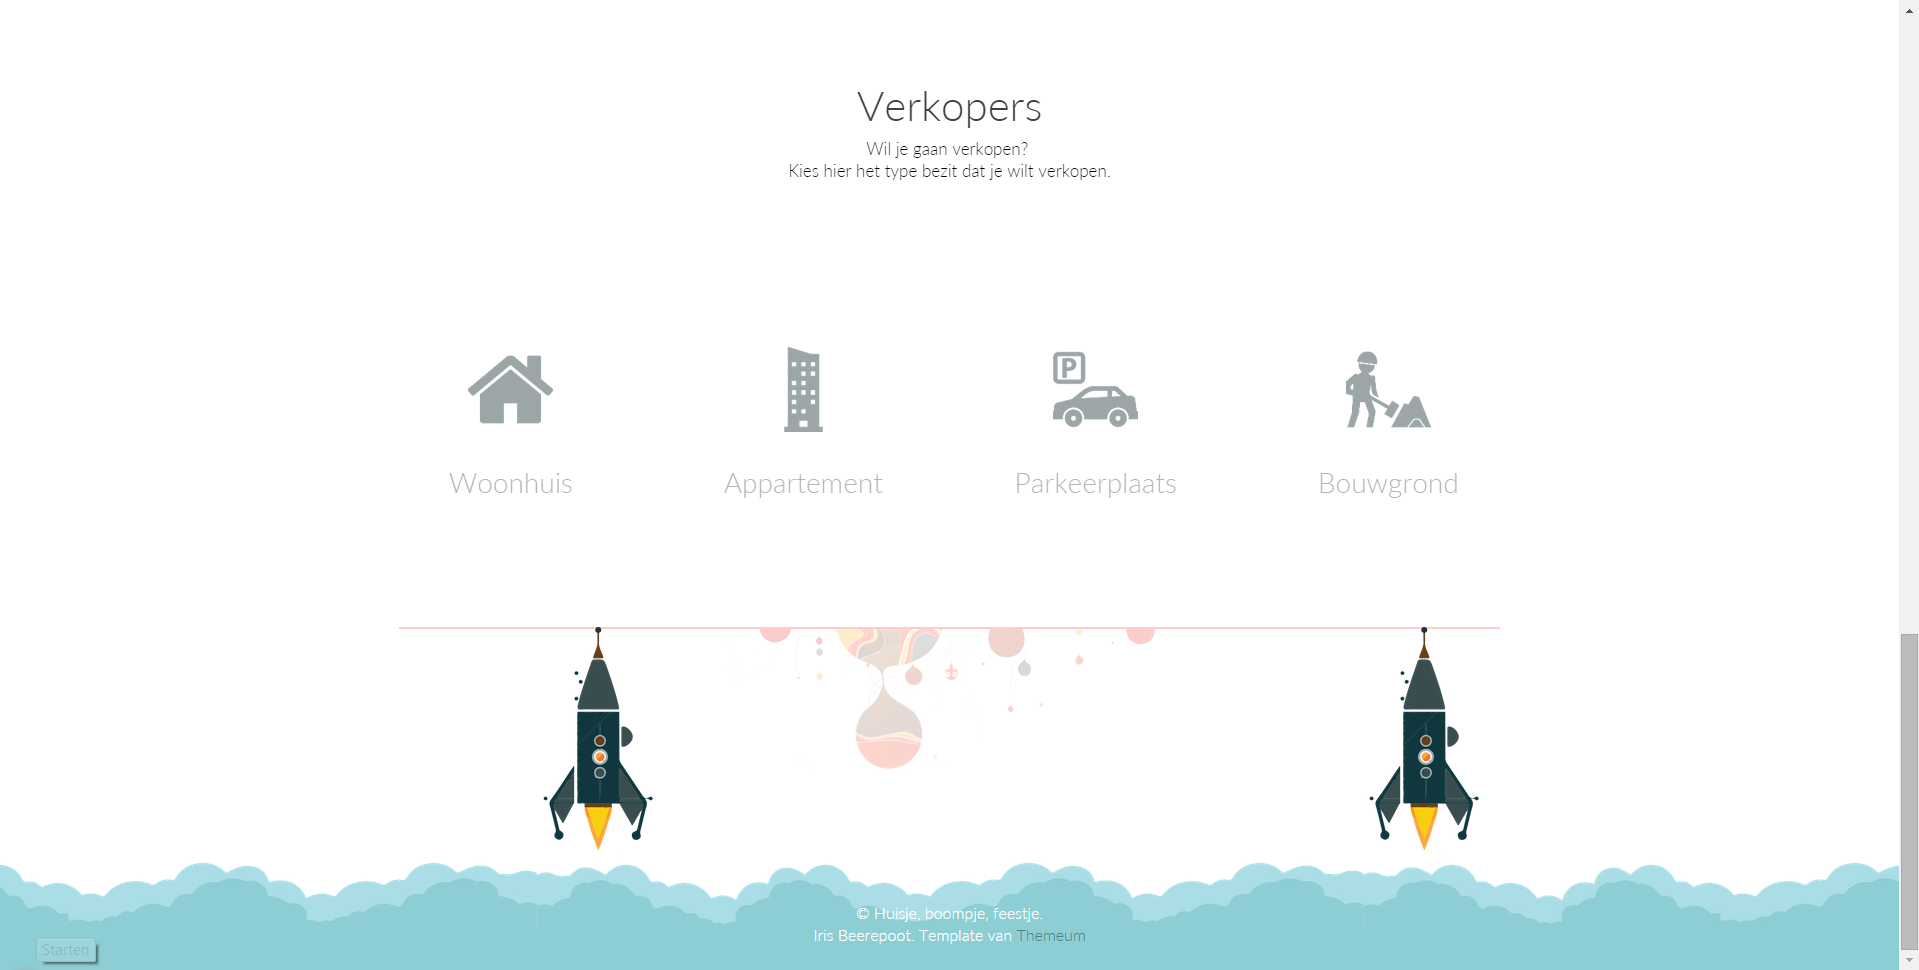 Verkopers
Wil je gaan verkopen?
Kies hier het type bezit dat je wilt verkopen.
P
Woonhuis
Appartement
Parkeerplaats
Bouwgrond
© Huisje, boompje, feestje.
Iris Beerepoot. Template van Themeum
Starten